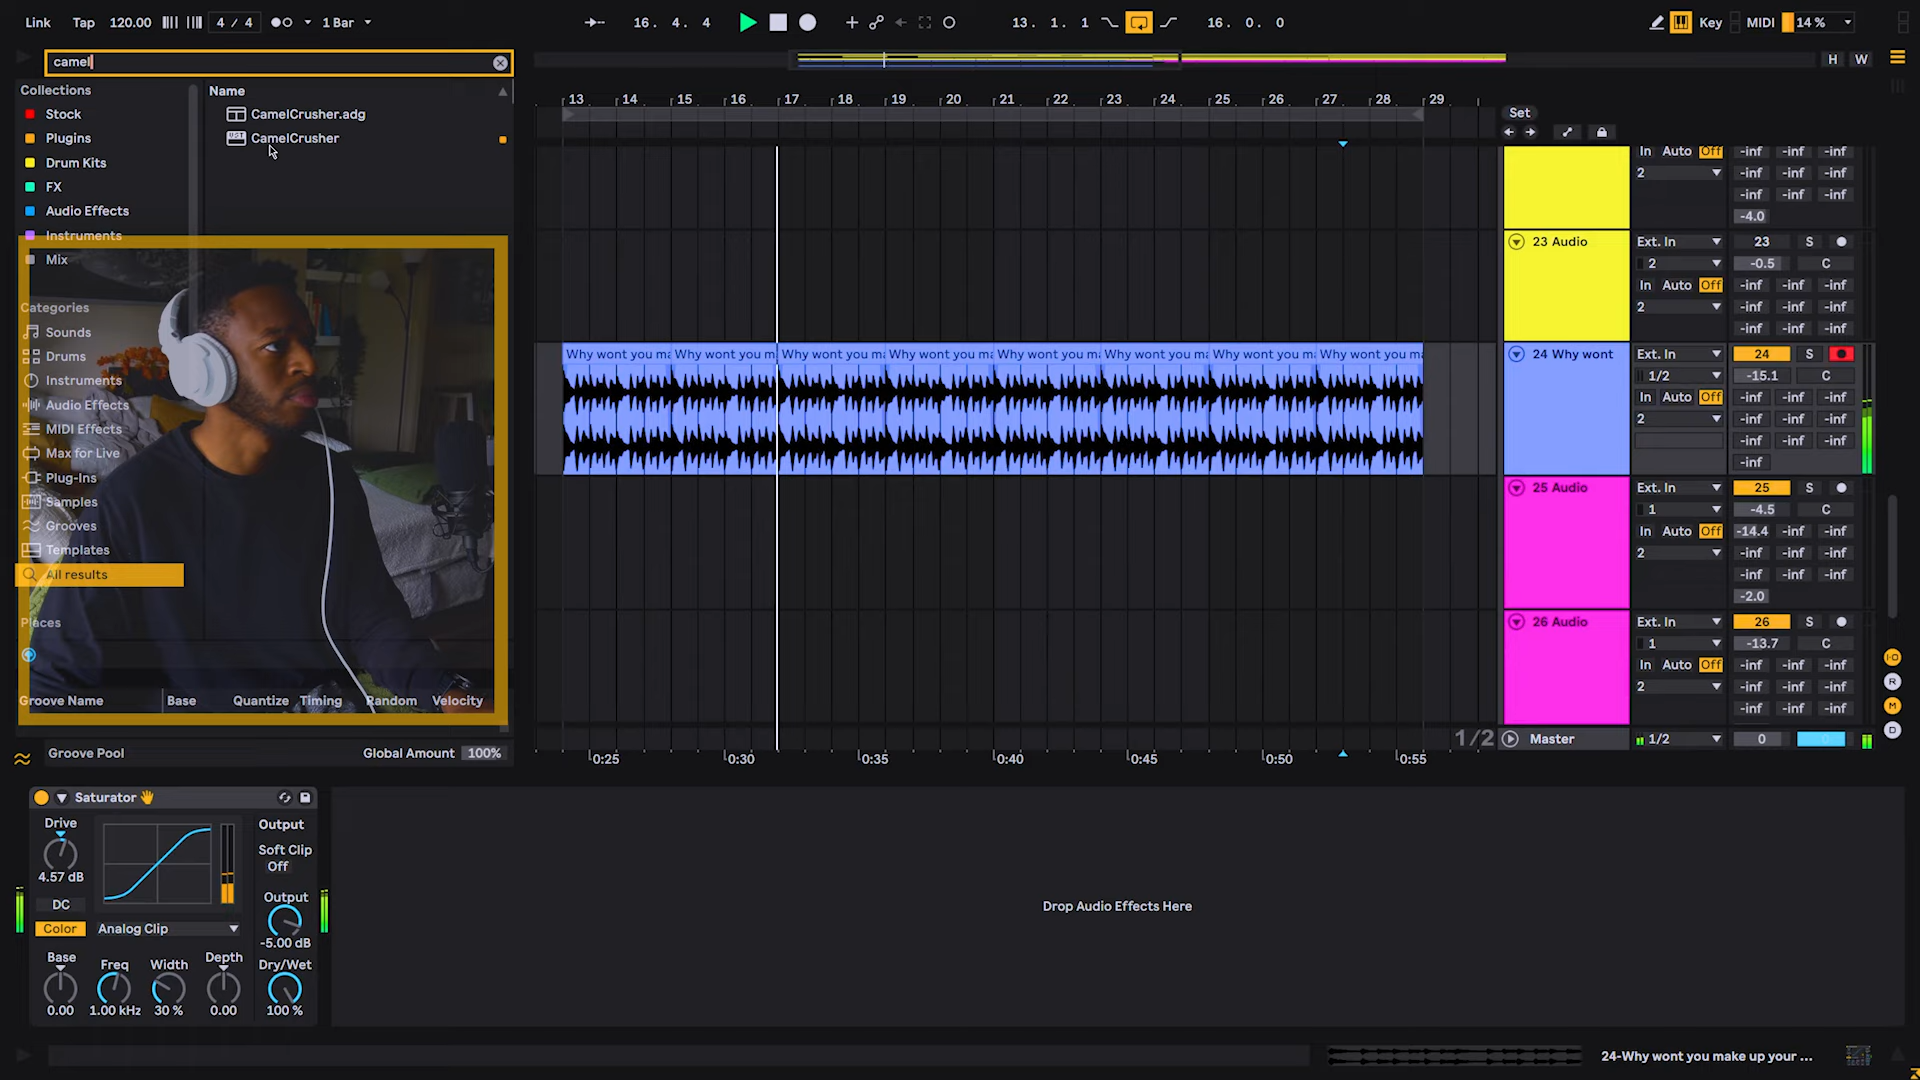 Link Tap 120.00 4 / 4 1 Bar 16. 4. 4 13. 1. 1 16. 0. 0 Key MIDI 14 %
camel
H W
Collections
Stock
Plugins
Drum Kits
FX
Audio Effects
Instruments
Mix
Categories
Sounds
Drums
Instruments
Audio Effects
MIDI Effects
Max for Live
Plug-Ins
Samples
Grooves
Templates
All results
Places
Name
CamelCrusher.adg
CamelCrusher
Groove Name Base Quantize Timing Random Velocity
Groove Pool Global Amount 100%
13 14 15 16 17 18 19 20 21 22 23 24 25 26 27 28 29
Why wont you ma Why wont you m Why wont you ma Why wont you ma Why wont you ma Why wont you ma Why wont you ma Why wont you m
0:25 0:30 0:35 0:40 0:45 0:50 0:55
1/2
Set
In Auto Off -inf -inf -inf
2 -inf -inf -inf
-inf -inf -inf
-4.0
23 Audio Ext. In 23 S
2 -0.5 C
In Auto Off -inf -inf -inf
2 -inf -inf -inf
-inf -inf -inf
24 Why wont Ext. In 24 S
1/2 -15.1 C
In Auto Off -inf -inf -inf
2 -inf -inf -inf
-inf -inf -inf
-inf
25 Audio Ext. In 25 S
1 -4.5 C
In Auto Off -14.4 -inf -inf
2 -inf -inf -inf
-inf -inf -inf
-2.0
26 Audio Ext. In 26 S
1 -13.7 C
In Auto Off -inf -inf -inf
2 -inf -inf -inf
-inf -inf -inf
Master 1/2 0
I-O
R
M
D
Saturator
Drive
4.57 dB
DC
Color Analog Clip
Base Freq Width Depth
0.00 1.00 kHz 30 % 0.00
Output
Soft Clip
Off
Output
-5.00 dB
Dry/Wet
100 %
Drop Audio Effects Here
24-Why wont you make up your ...